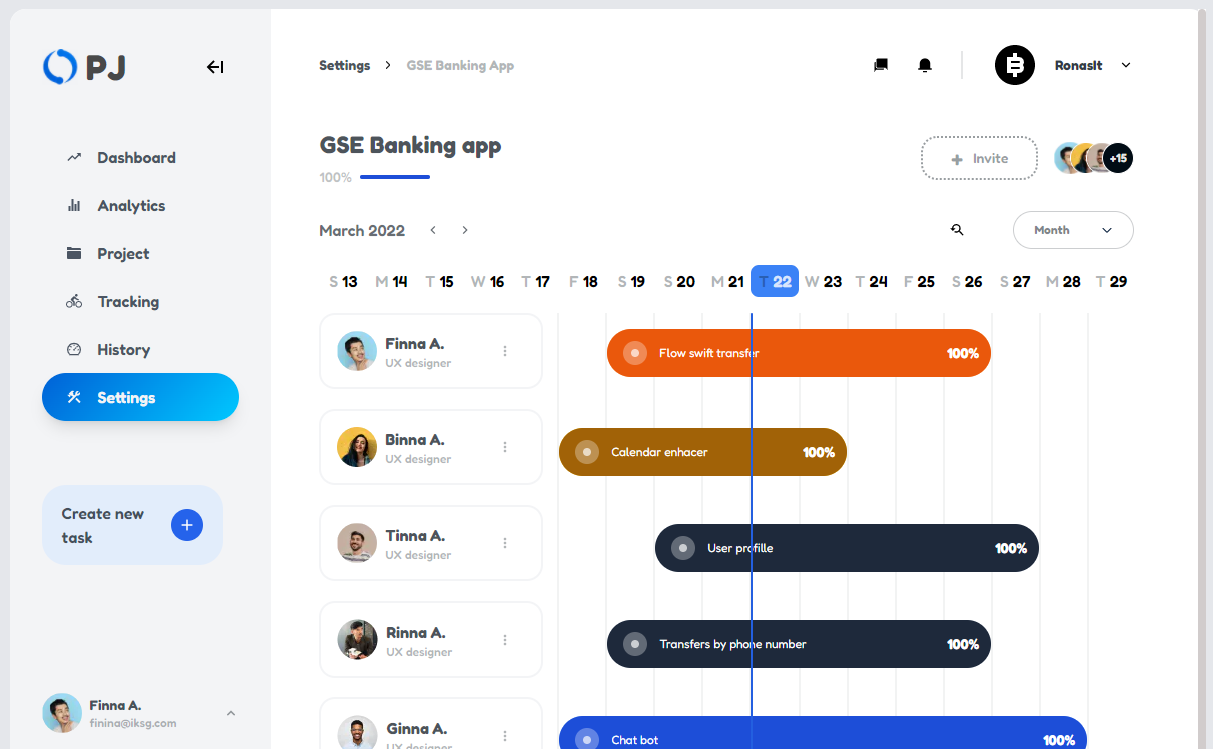 PJ
Settings > GSE Banking App
RonasIt
Dashboard
Analytics
Project
Tracking
History
Settings
Create new
task
Finna A.
finina@iksg.com
GSE Banking app
100%
+ Invite
+15
March 2022
Month
S 13 M 14 T 15 W 16 T 17 F 18 S 19 S 20 M 21 T 22 W 23 T 24 F 25 S 26 S 27 M 28 T 29
Finna A.
UX designer
Flow swift transfer 100%
Binna A.
UX designer
Calendar enhacer 100%
Tinna A.
UX designer
User profille 100%
Rinna A.
UX designer
Transfers by phone number 100%
Ginna A.
UX designer
Chat bot 100%